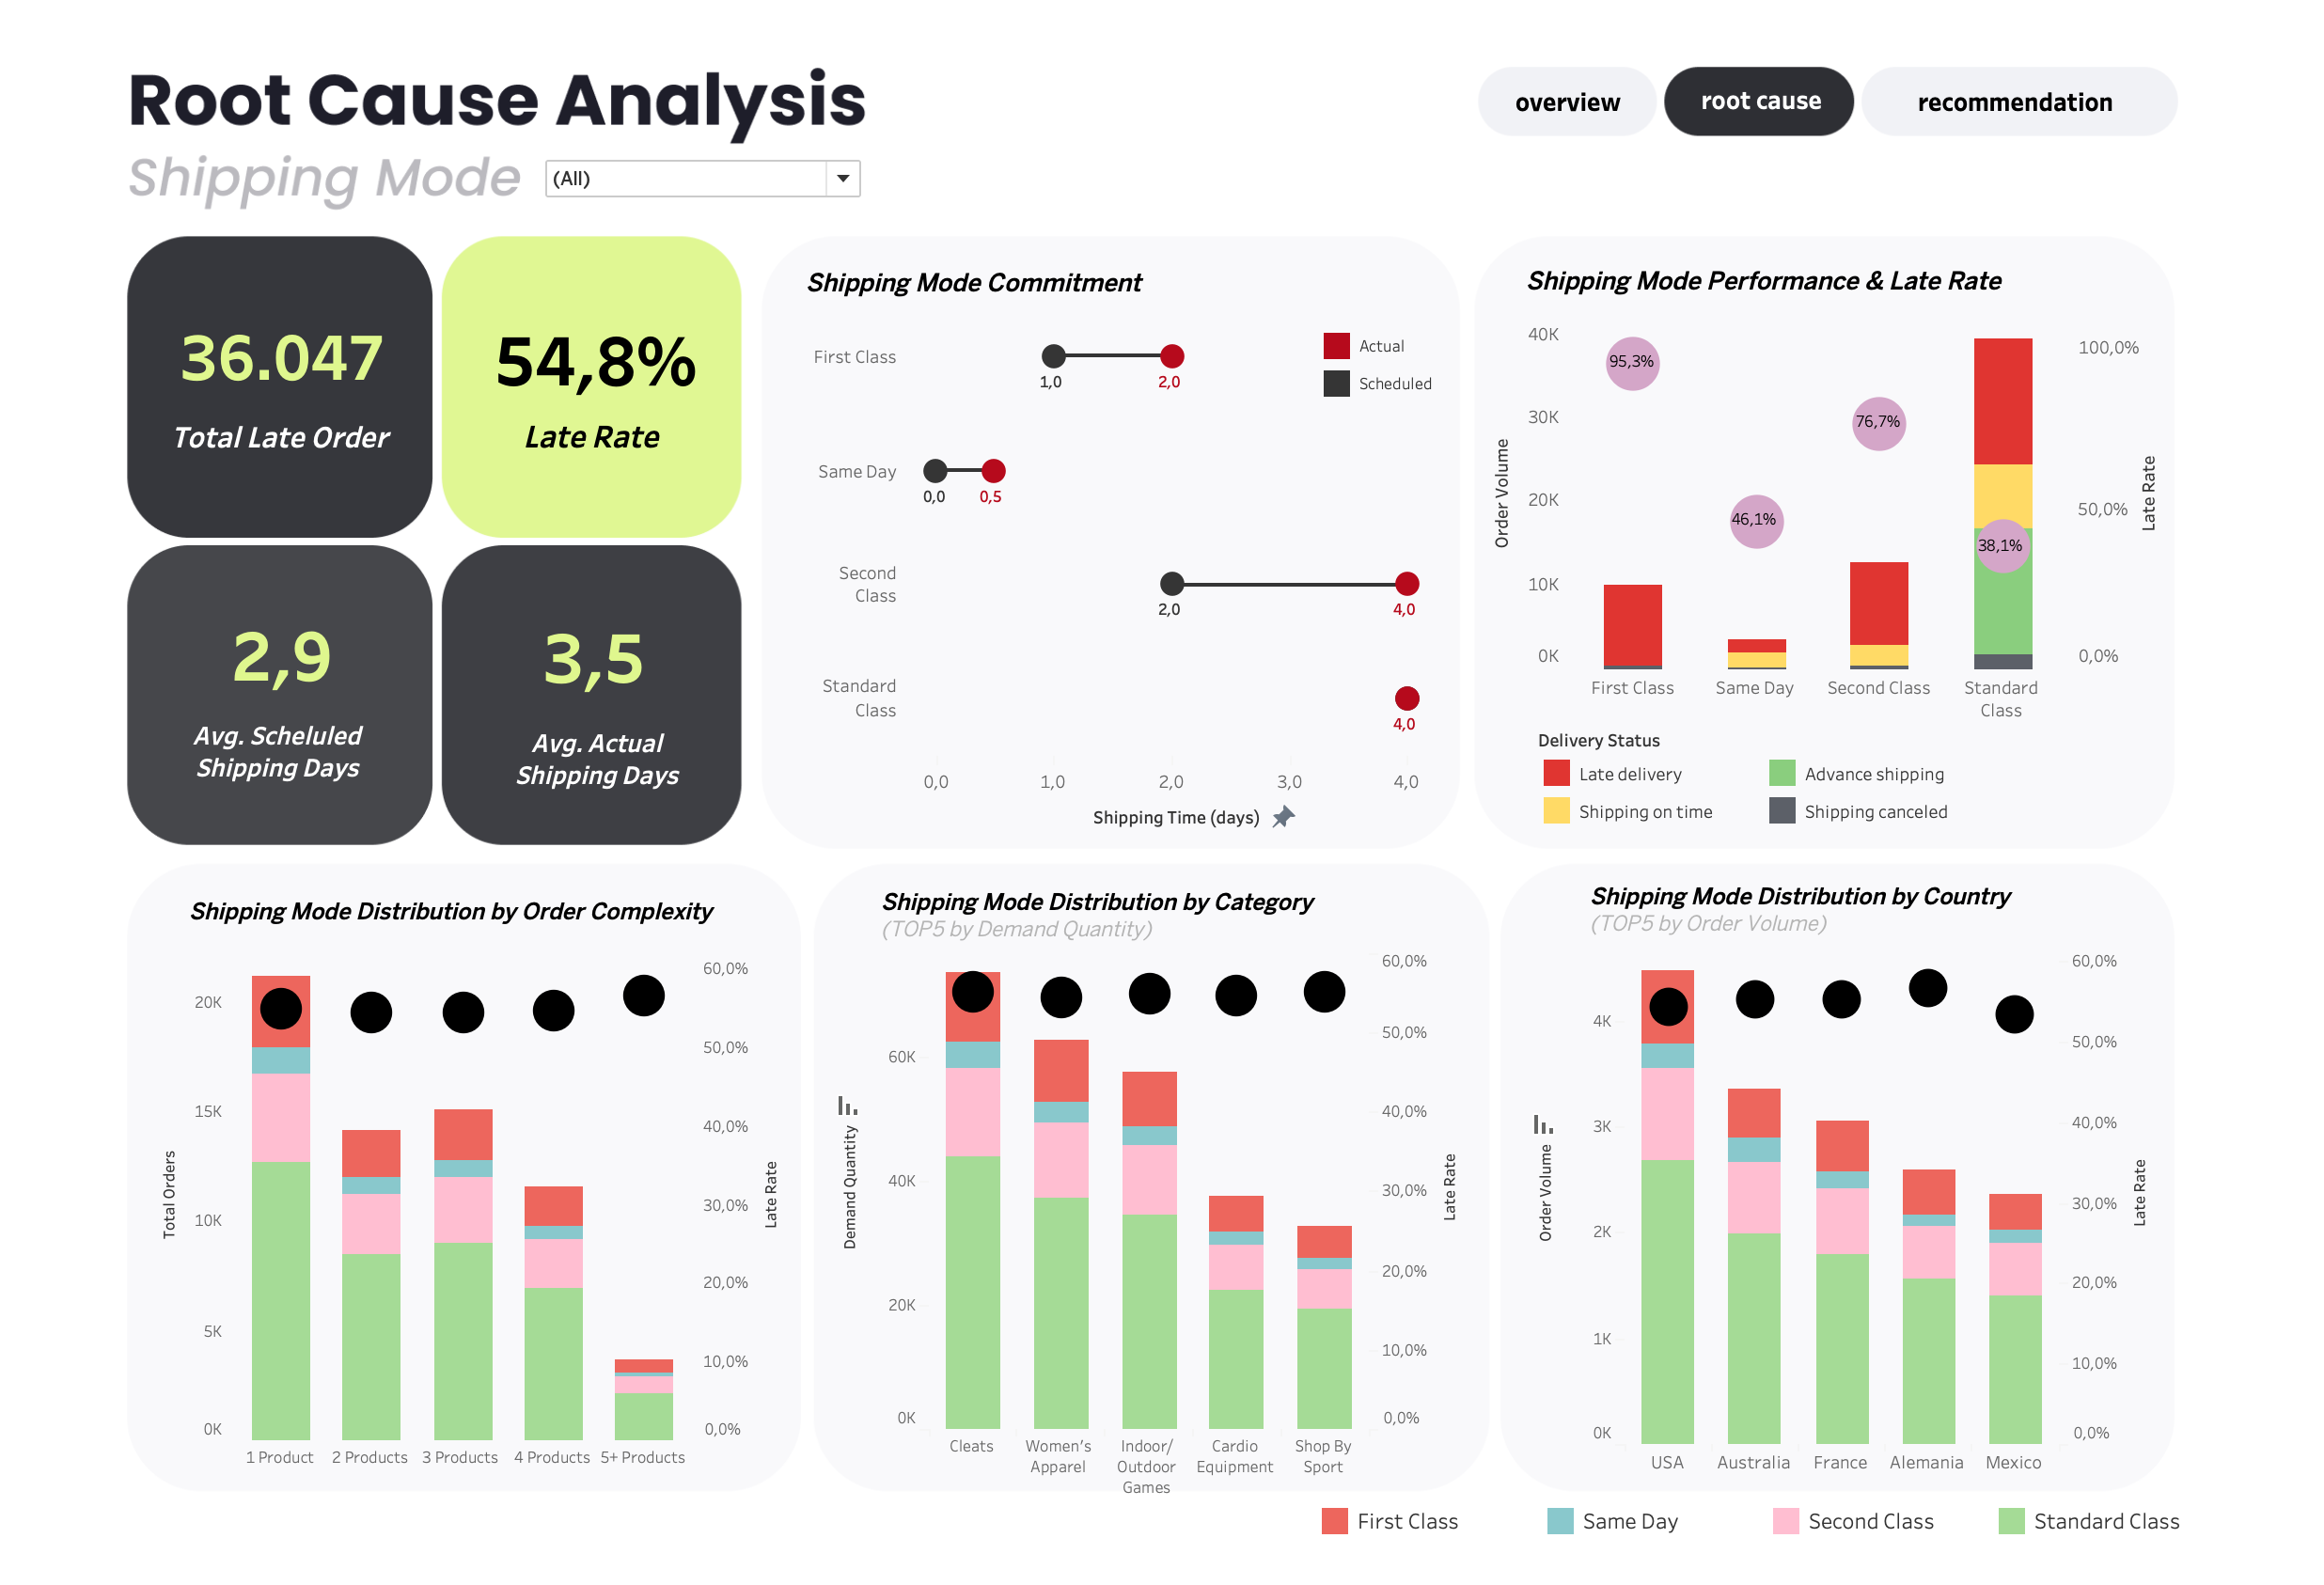 Root Cause Analysis
overview
root cause
recommendation
Shipping Mode
(All)
36.047
Total Late Order
54,8%
Late Rate
2,9
Avg. Scheluled
Shipping Days
3,5
Avg. Actual
Shipping Days
Shipping Mode Commitment
First Class
1,0
2,0
Actual
Scheduled
Same Day
0,0
0,5
Second
Class
2,0
4,0
Standard
Class
4,0
0,0
1,0
2,0
3,0
4,0
Shipping Time (days)
Shipping Mode Performance & Late Rate
Order Volume
40K
30K
20K
10K
0K
95,3%
46,1%
76,7%
38,1%
100,0%
50,0%
0,0%
Late Rate
First Class
Same Day
Second Class
Standard
Class
Delivery Status
Late delivery
Advance shipping
Shipping on time
Shipping canceled
Shipping Mode Distribution by Order Complexity
Total Orders
20K
15K
10K
5K
0K
60,0%
50,0%
40,0%
30,0%
20,0%
10,0%
0,0%
Late Rate
1 Product
2 Products
3 Products
4 Products
5+ Products
Shipping Mode Distribution by Category
(TOP5 by Demand Quantity)
Demand Quantity
60K
40K
20K
0K
60,0%
50,0%
40,0%
30,0%
20,0%
10,0%
0,0%
Late Rate
Cleats
Women's
Apparel
Indoor/
Outdoor
Games
Cardio
Equipment
Shop By
Sport
Shipping Mode Distribution by Country
(TOP5 by Order Volume)
Order Volume
4K
3K
2K
1K
0K
60,0%
50,0%
40,0%
30,0%
20,0%
10,0%
0,0%
Late Rate
USA
Australia
France
Alemania
Mexico
First Class
Same Day
Second Class
Standard Class